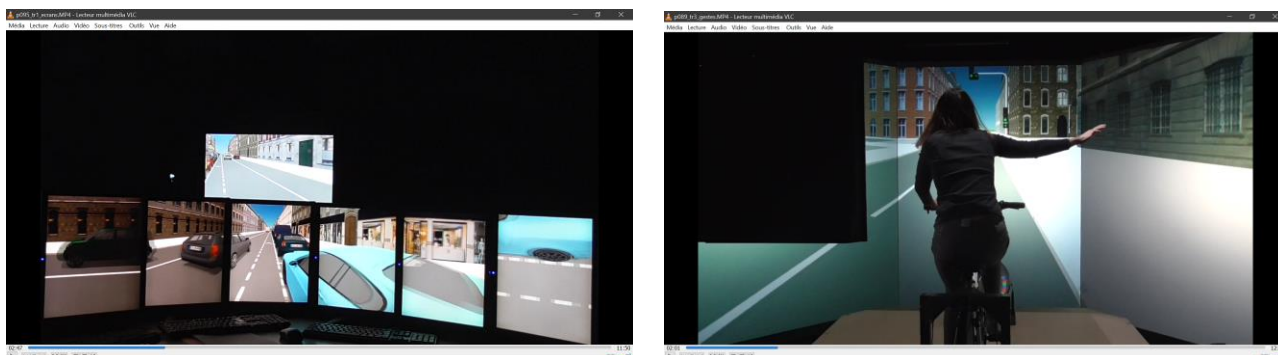 p095_tr1_ecrans.MP4 - Lecteur multimédia VLC
Média Lecture Audio Vidéo Sous-titres Outils Vue Aide
02:47
11:50
p089_tr3_gestes.MP4 - Lecteur multimédia VLC
Média Lecture Audio Vidéo Sous-titres Outils Vue Aide